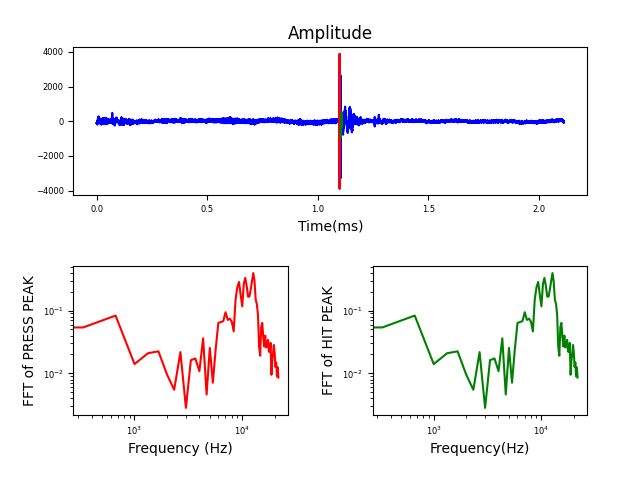 Amplitude
4000
2000
0
−2000
−4000
0.0 0.5 1.0 1.5 2.0
Time(ms)
FFT of PRESS PEAK
10⁻¹
10⁻²
10³ 10⁴
Frequency (Hz)
FFT of HIT PEAK
10⁻¹
10⁻²
10³ 10⁴
Frequency(Hz)